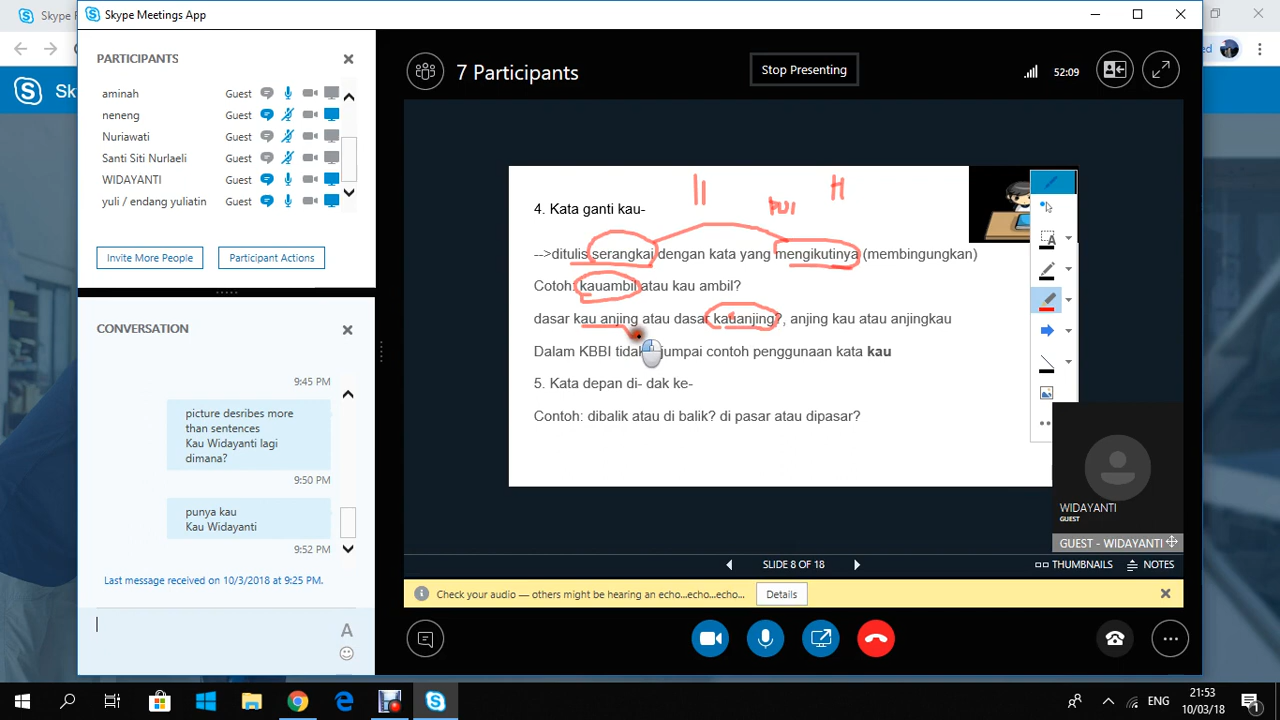 Skype
Skype Meetings App
ed
Sk
PARTICIPANTS
aminah Guest
neneng Guest
Nuriawati Guest
Santi Siti Nurlaeli Guest
WIDAYANTI Guest
yuli / endang yuliatin Guest
Invite More People
Participant Actions
CONVERSATION
9:45 PM
picture desribes more
than sentences
Kau Widayanti lagi
dimana?
9:50 PM
punya kau
Kau Widayanti
9:52 PM
Last message received on 10/3/2018 at 9:25 PM.
A
7 Participants
Stop Presenting
52:09
4. Kata ganti kau-
-->ditulis serangkai dengan kata yang mengikutinya (membingungkan)
Cotoh: kauambil atau kau ambil?
dasar kau anjing atau dasar kauanjing?, anjing kau atau anjingkau
Dalam KBBI tidak jumpai contoh penggunaan kata kau
5. Kata depan di- dak ke-
Contoh: dibalik atau di balik? di pasar atau dipasar?
A
WIDAYANTI
GUEST
GUEST - WIDAYANTI
SLIDE 8 OF 18
THUMBNAILS
NOTES
Check your audio — others might be hearing an echo...echo...echo...
Details
ENG
21:53
10/03/18
1